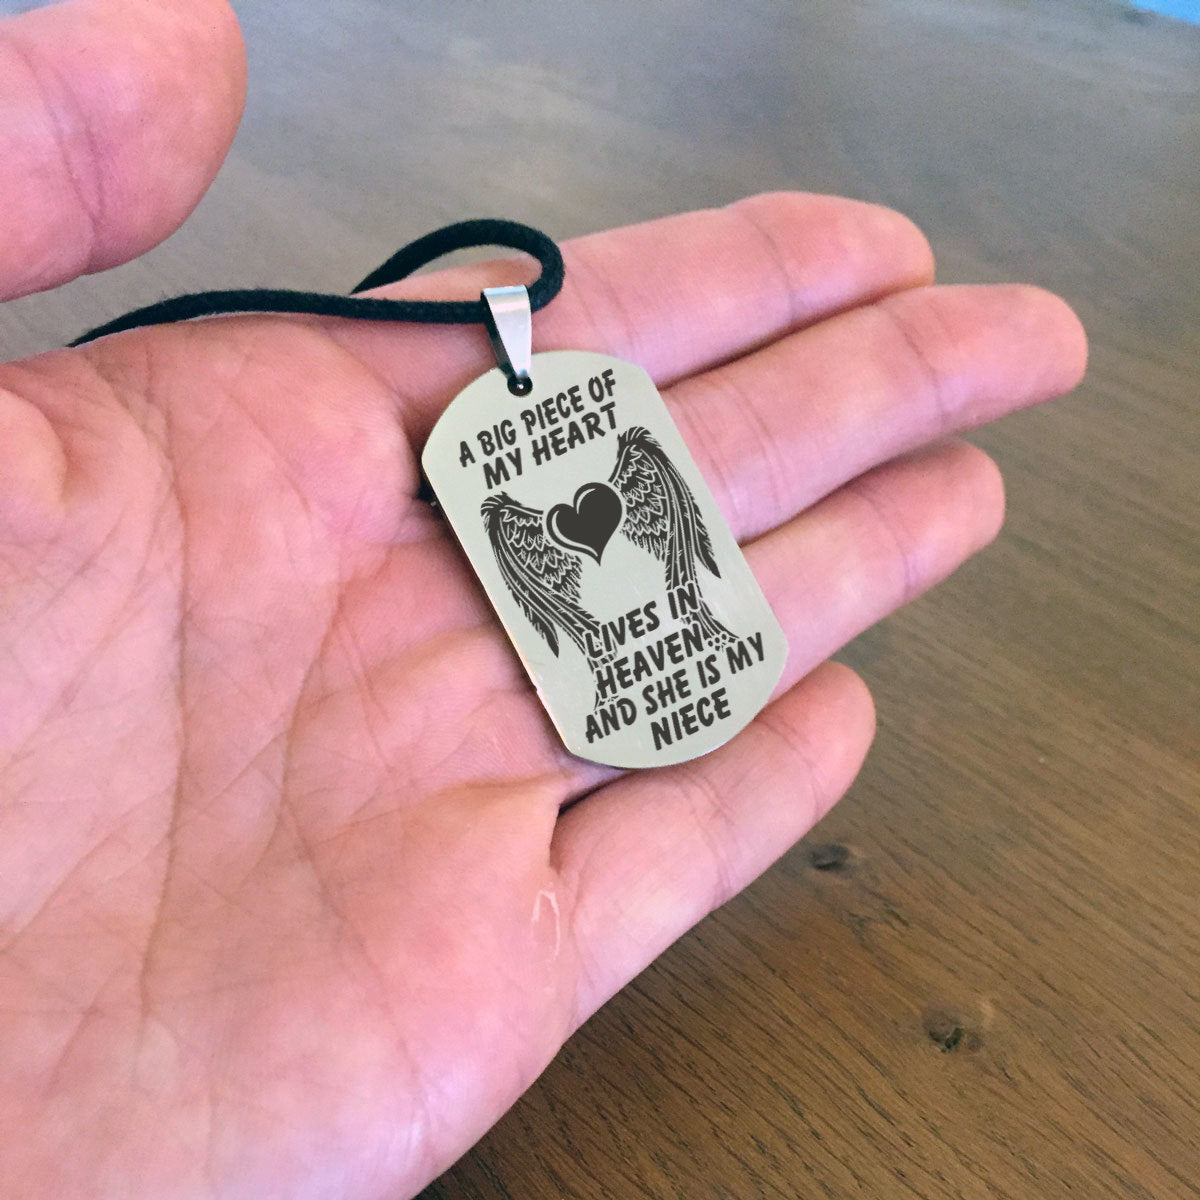 A BIG PIECE OF
MY HEART
LIVES IN
HEAVEN...
AND SHE IS MY
NIECE